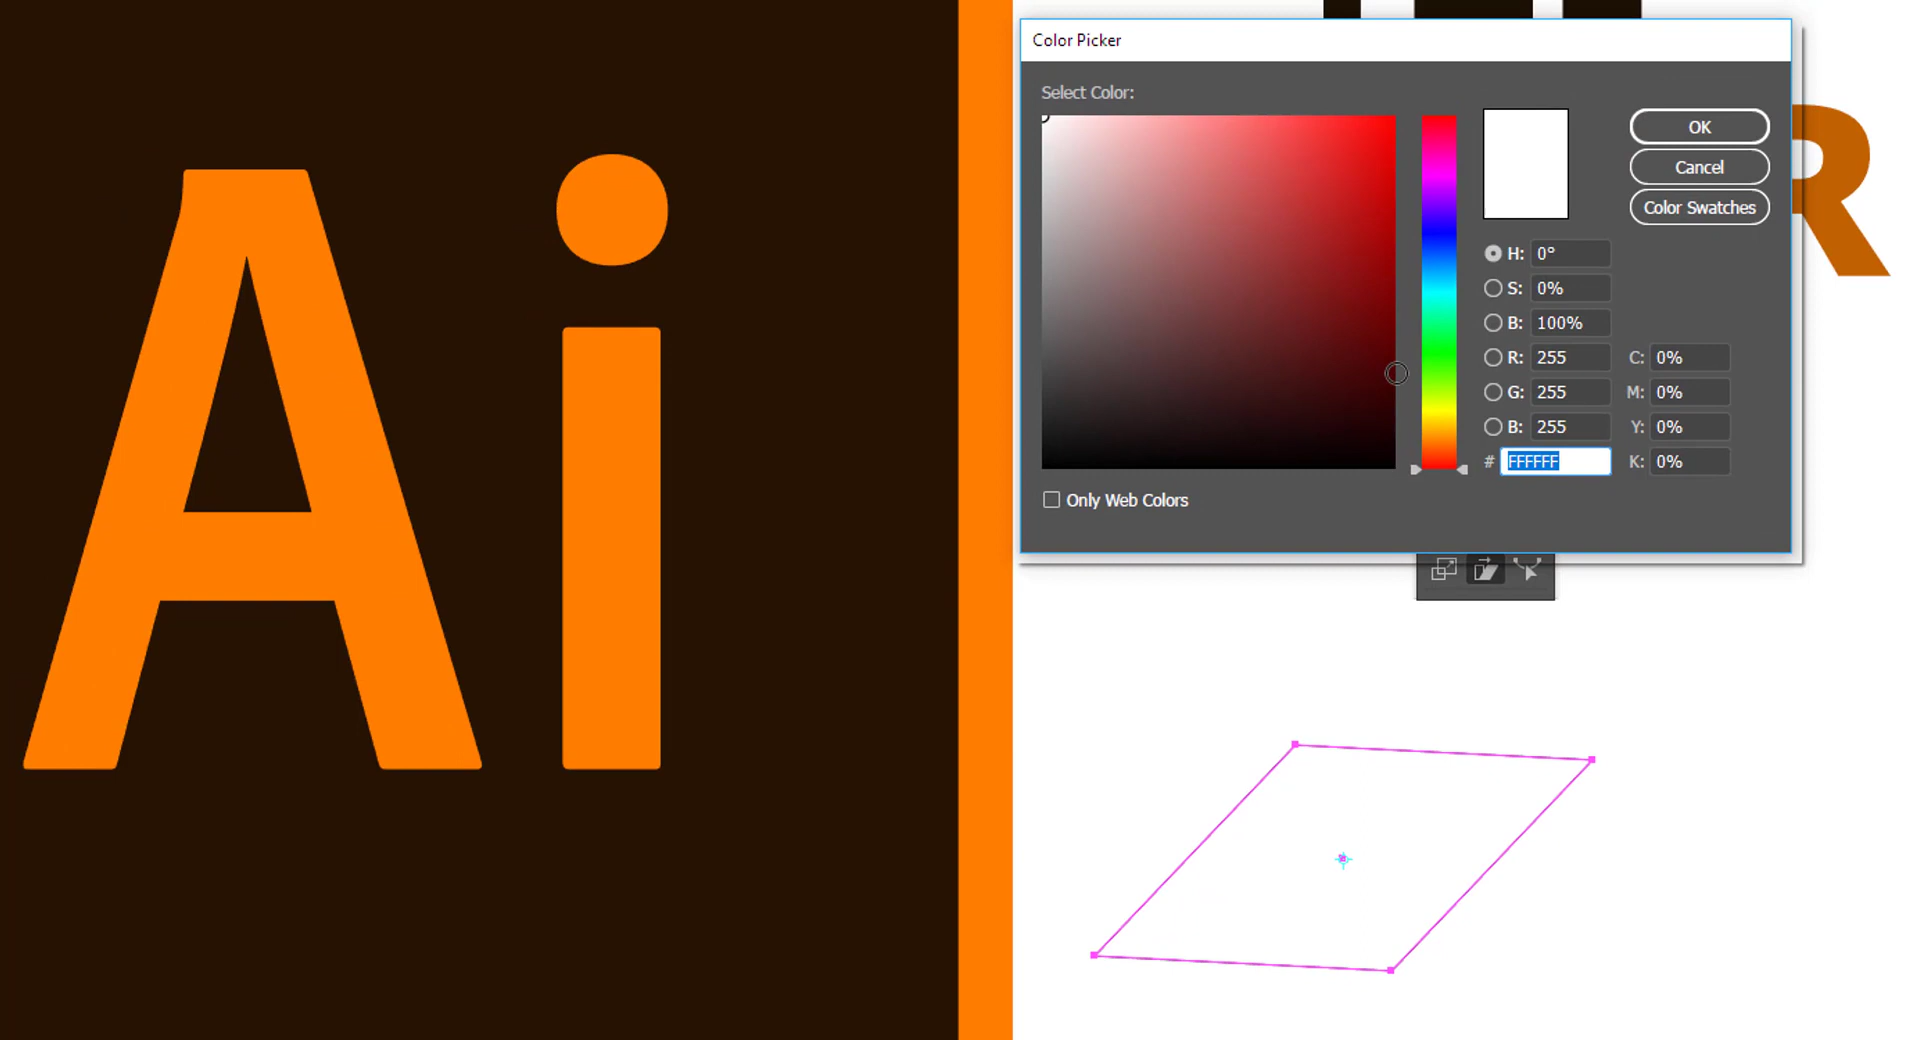 Ai
Color Picker
Select Color:
OK
Cancel
Color Swatches
R
H: 0°
S: 0%
B: 100%
R: 255
C: 0%
G: 255
M: 0%
B: 255
Y: 0%
# FFFFFF
K: 0%
Only Web Colors